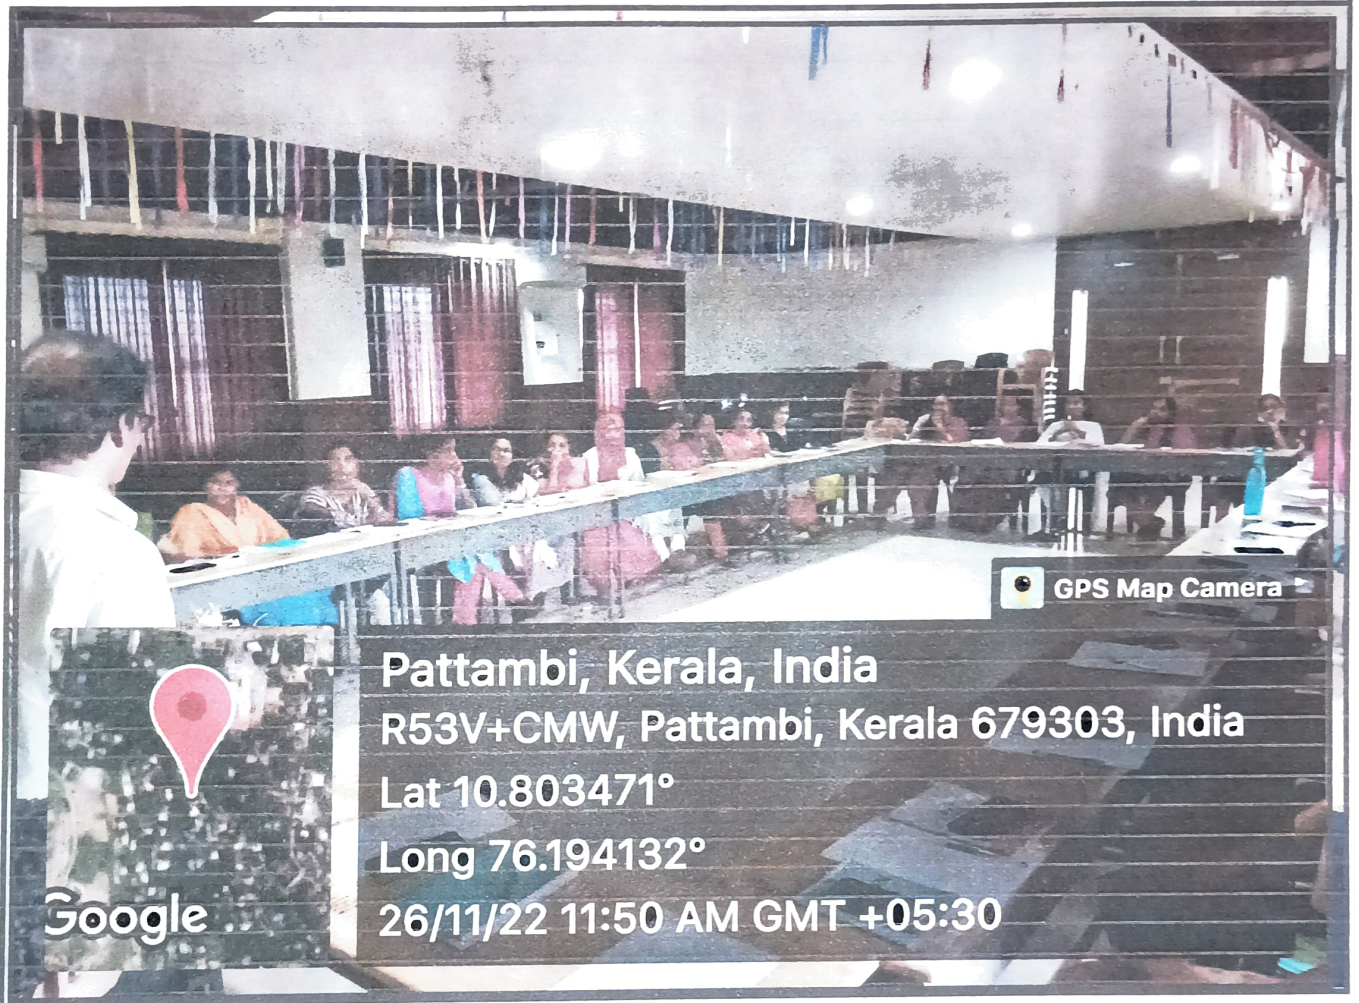 GPS Map Camera
Pattambi, Kerala, India
R53V+CMW, Pattambi, Kerala 679303, India
Lat 10.803471°
Long 76.194132°
26/11/22 11:50 AM GMT +05:30
Google